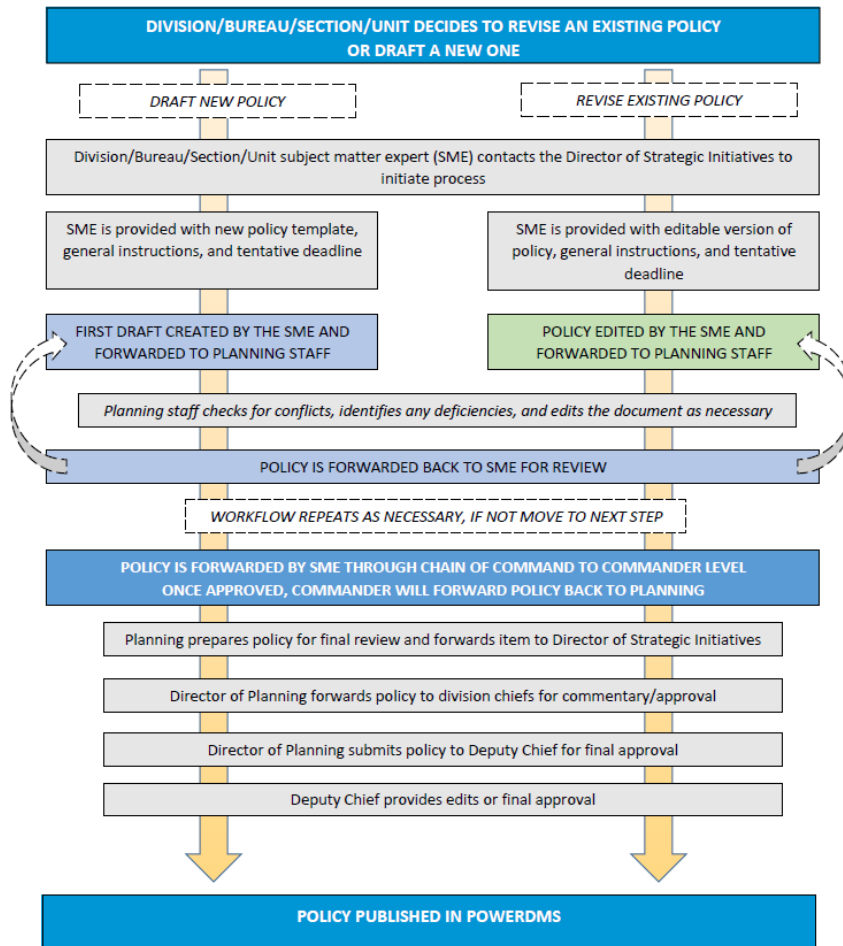 DIVISION/BUREAU/SECTION/UNIT DECIDES TO REVISE AN EXISTING POLICY
OR DRAFT A NEW ONE
DRAFT NEW POLICY
REVISE EXISTING POLICY
Division/Bureau/Section/Unit subject matter expert (SME) contacts the Director of Strategic Initiatives to
initiate process
SME is provided with new policy template,
general instructions, and tentative deadline
SME is provided with editable version of
policy, general instructions, and tentative
deadline
FIRST DRAFT CREATED BY THE SME AND
FORWARDED TO PLANNING STAFF
POLICY EDITED BY THE SME AND
FORWARDED TO PLANNING STAFF
Planning staff checks for conflicts, identifies any deficiencies, and edits the document as necessary
POLICY IS FORWARDED BACK TO SME FOR REVIEW
WORKFLOW REPEATS AS NECESSARY, IF NOT MOVE TO NEXT STEP
POLICY IS FORWARDED BY SME THROUGH CHAIN OF COMMAND TO COMMANDER LEVEL
ONCE APPROVED, COMMANDER WILL FORWARD POLICY BACK TO PLANNING
Planning prepares policy for final review and forwards item to Director of Strategic Initiatives
Director of Planning forwards policy to division chiefs for commentary/approval
Director of Planning submits policy to Deputy Chief for final approval
Deputy Chief provides edits or final approval
POLICY PUBLISHED IN POWERDMS